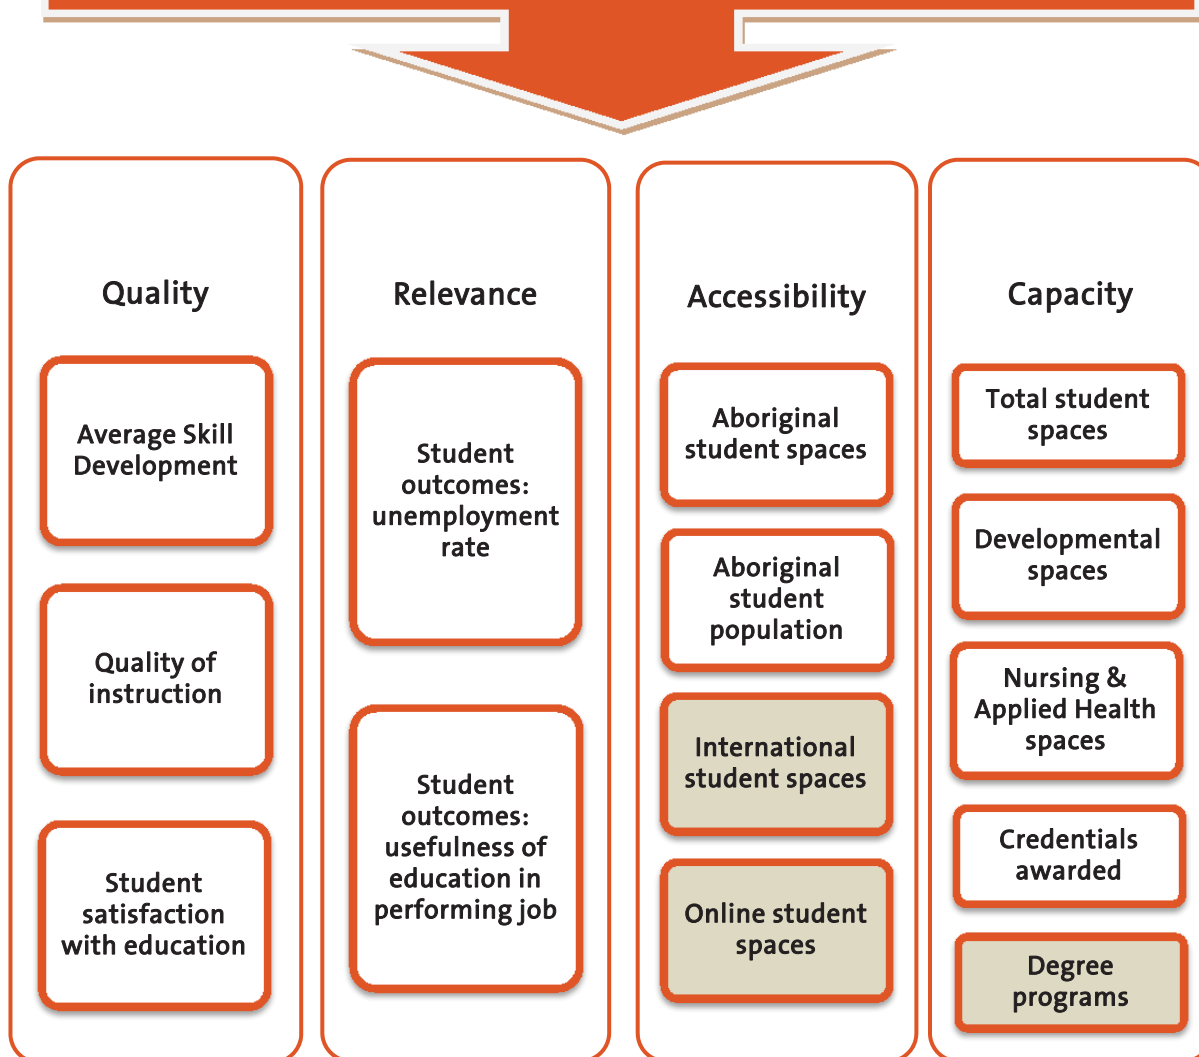 Quality
Average Skill
Development
Quality of
instruction
Student
satisfaction
with education
Relevance
Student
outcomes:
unemployment
rate
Student
outcomes:
usefulness of
education in
performing job
Accessibility
Aboriginal
student spaces
Aboriginal
student
population
International
student spaces
Online student
spaces
Capacity
Total student
spaces
Developmental
spaces
Nursing &
Applied Health
spaces
Credentials
awarded
Degree
programs